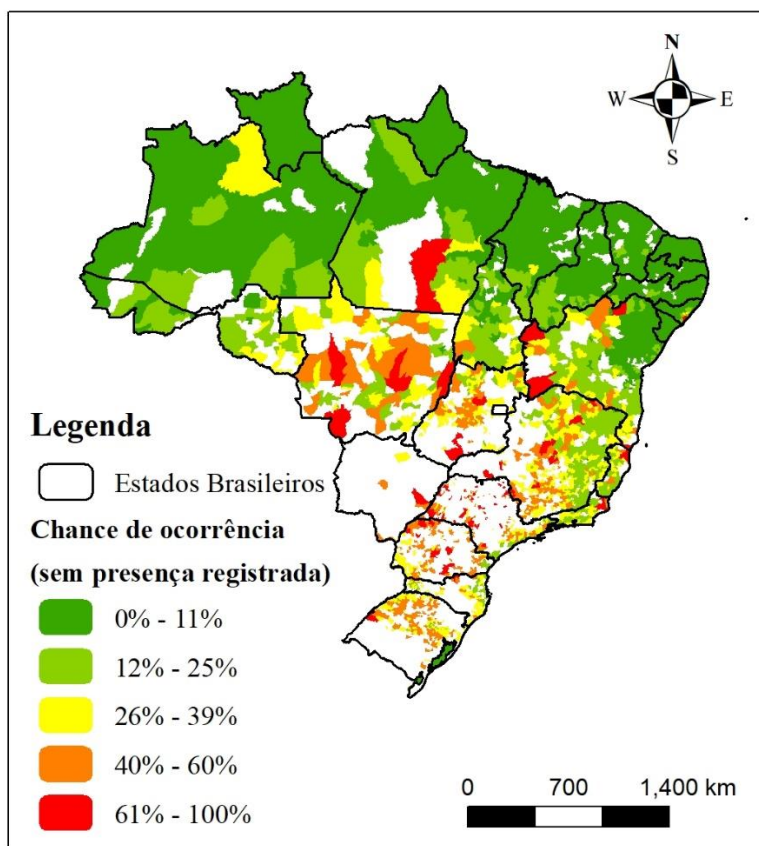 N
W E
S
Legenda
Estados Brasileiros
Chance de ocorrência
(sem presença registrada)
0% - 11%
12% - 25%
26% - 39%
40% - 60%
61% - 100%
0 700 1,400 km